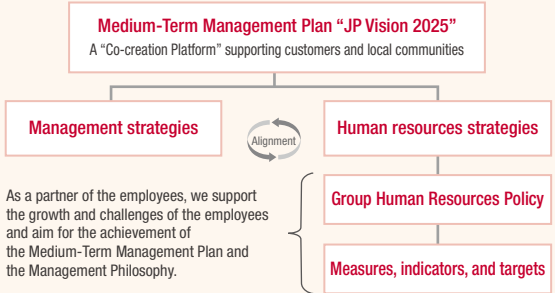 Medium-Term Management Plan “JP Vision 2025”
A “Co-creation Platform” supporting customers and local communities
Management strategies
Alignment
Human resources strategies
As a partner of the employees, we support
the growth and challenges of the employees
and aim for the achievement of
the Medium-Term Management Plan and
the Management Philosophy.
Group Human Resources Policy
Measures, indicators, and targets